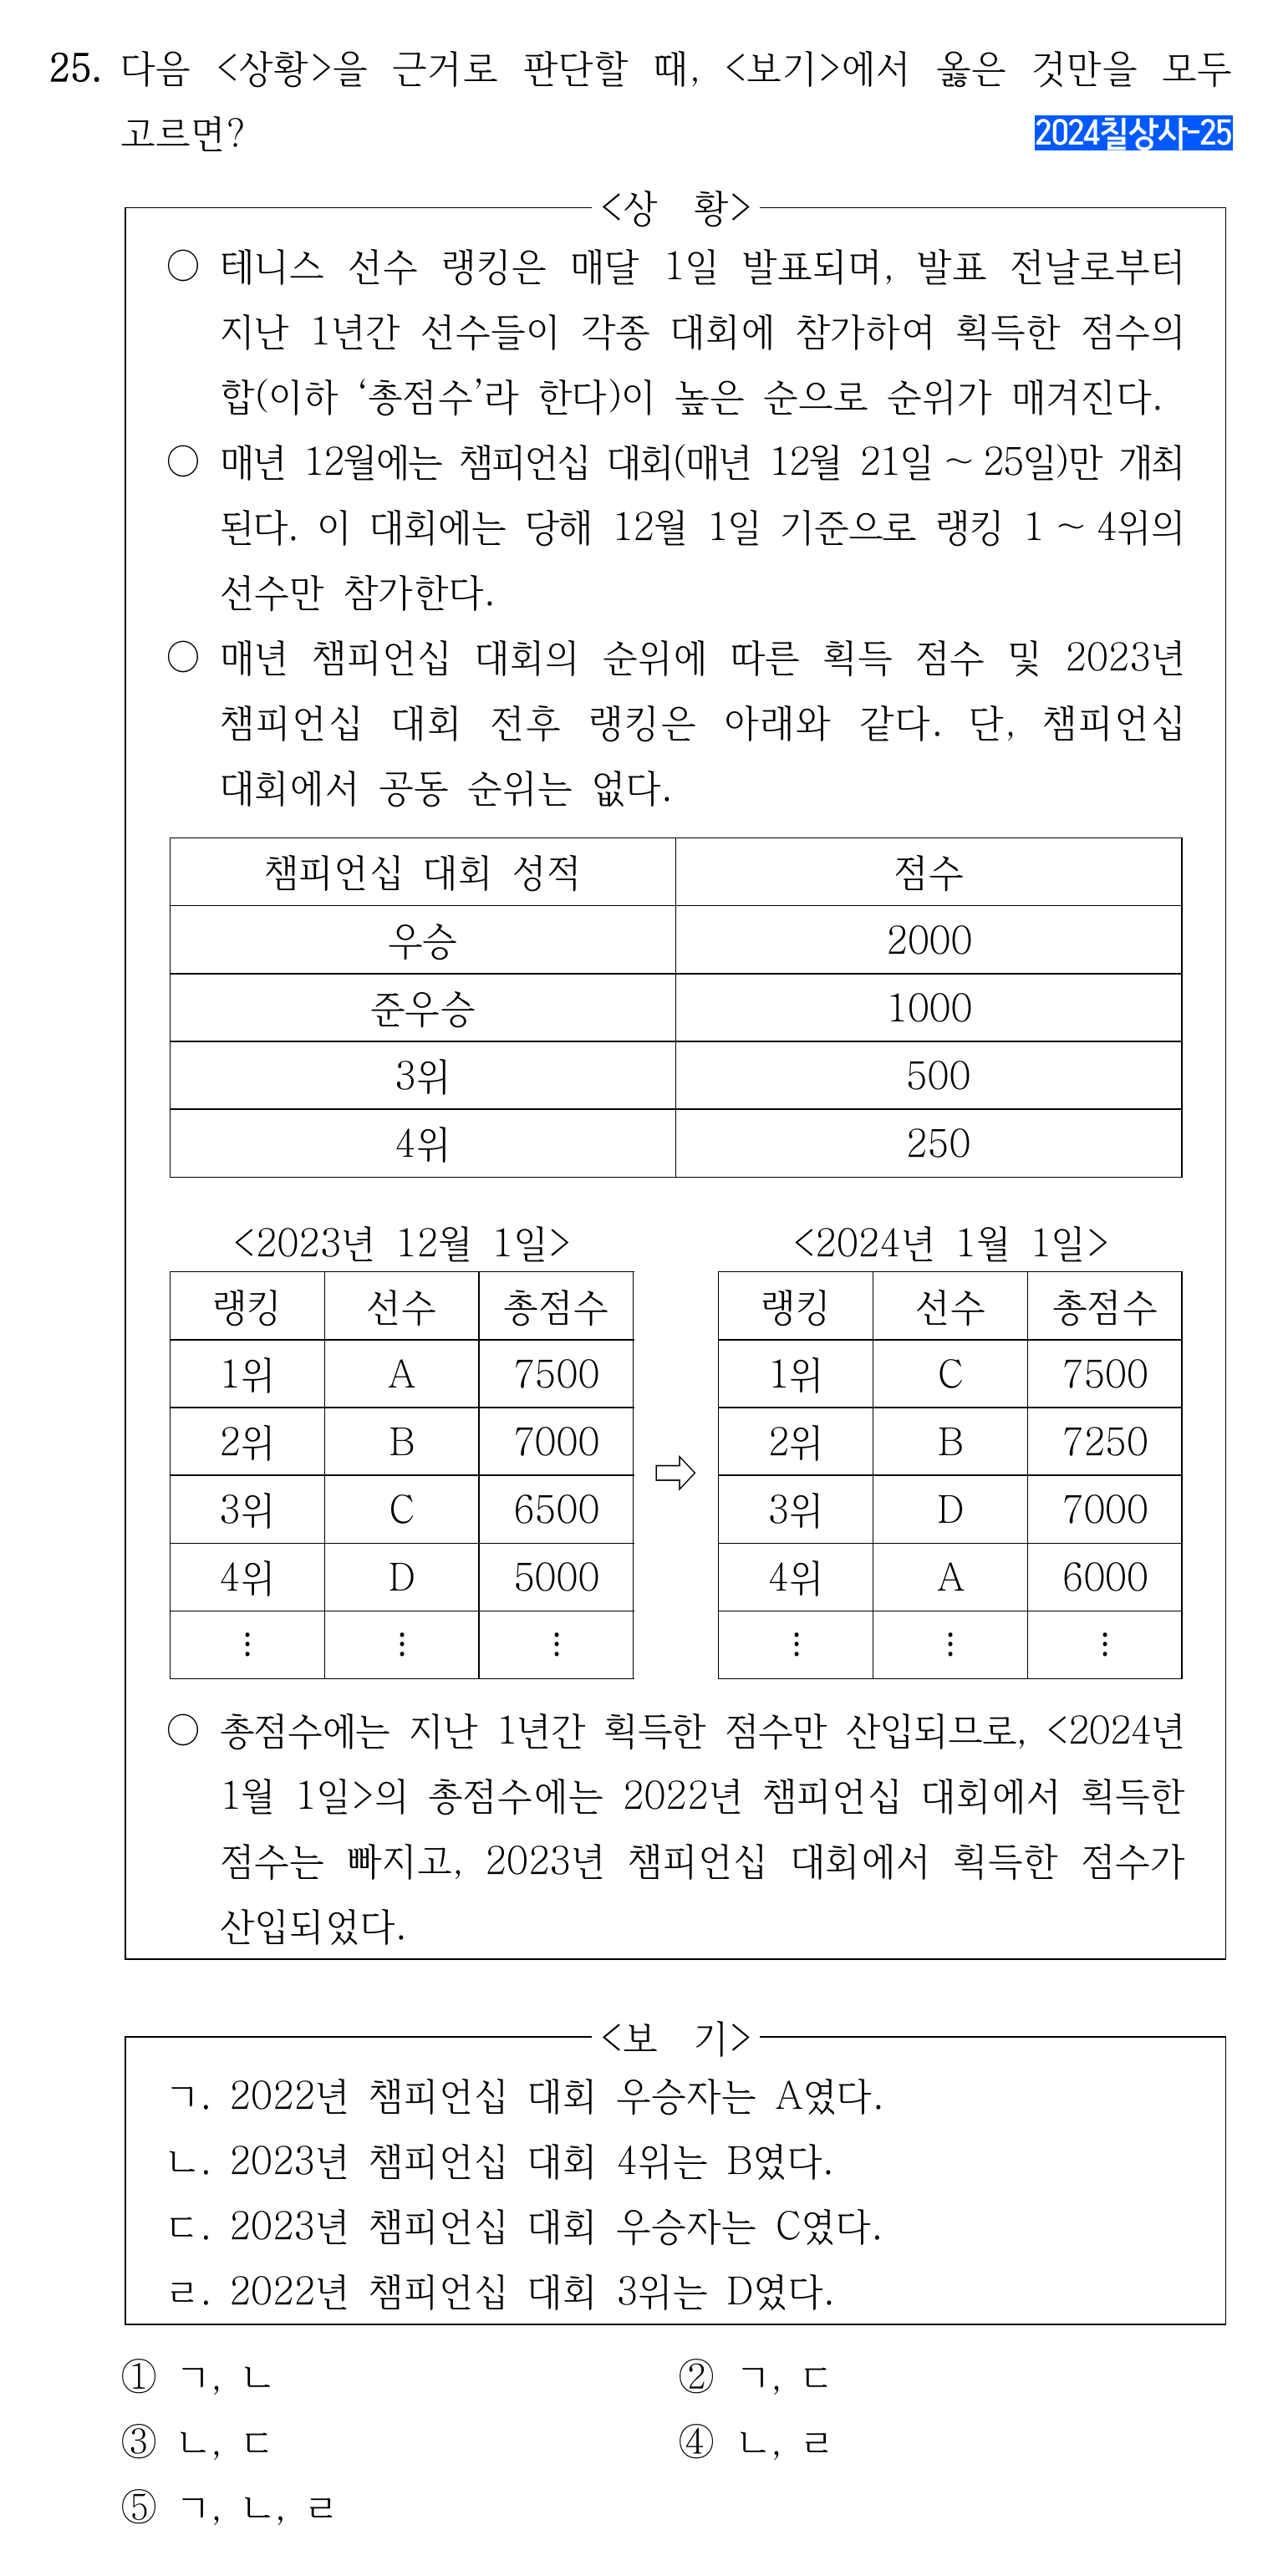 25. 다음 <상황>을 근거로 판단할 때, <보기>에서 옳은 것만을 모두
고르면?
2024칠상사-25
<상 황>
○ 테니스 선수 랭킹은 매달 1일 발표되며, 발표 전날로부터
지난 1년간 선수들이 각종 대회에 참가하여 획득한 점수의
합(이하 ‘총점수’라 한다)이 높은 순으로 순위가 매겨진다.
○ 매년 12월에는 챔피언십 대회(매년 12월 21일 ~ 25일)만 개최
된다. 이 대회에는 당해 12월 1일 기준으로 랭킹 1 ~ 4위의
선수만 참가한다.
○ 매년 챔피언십 대회의 순위에 따른 획득 점수 및 2023년
챔피언십 대회 전후 랭킹은 아래와 같다. 단, 챔피언십
대회에서 공동 순위는 없다.
챔피언십 대회 성적 점수
우승 2000
준우승 1000
3위 500
4위 250
<2023년 12월 1일>
랭킹 선수 총점수
1위 A 7500
2위 B 7000
3위 C 6500
4위 D 5000
⋮ ⋮ ⋮
⇨
<2024년 1월 1일>
랭킹 선수 총점수
1위 C 7500
2위 B 7250
3위 D 7000
4위 A 6000
⋮ ⋮ ⋮
○ 총점수에는 지난 1년간 획득한 점수만 산입되므로, <2024년
1월 1일>의 총점수에는 2022년 챔피언십 대회에서 획득한
점수는 빠지고, 2023년 챔피언십 대회에서 획득한 점수가
산입되었다.
<보 기>
ㄱ. 2022년 챔피언십 대회 우승자는 A였다.
ㄴ. 2023년 챔피언십 대회 4위는 B였다.
ㄷ. 2023년 챔피언십 대회 우승자는 C였다.
ㄹ. 2022년 챔피언십 대회 3위는 D였다.
① ㄱ, ㄴ
② ㄱ, ㄷ
③ ㄴ, ㄷ
④ ㄴ, ㄹ
⑤ ㄱ, ㄴ, ㄹ